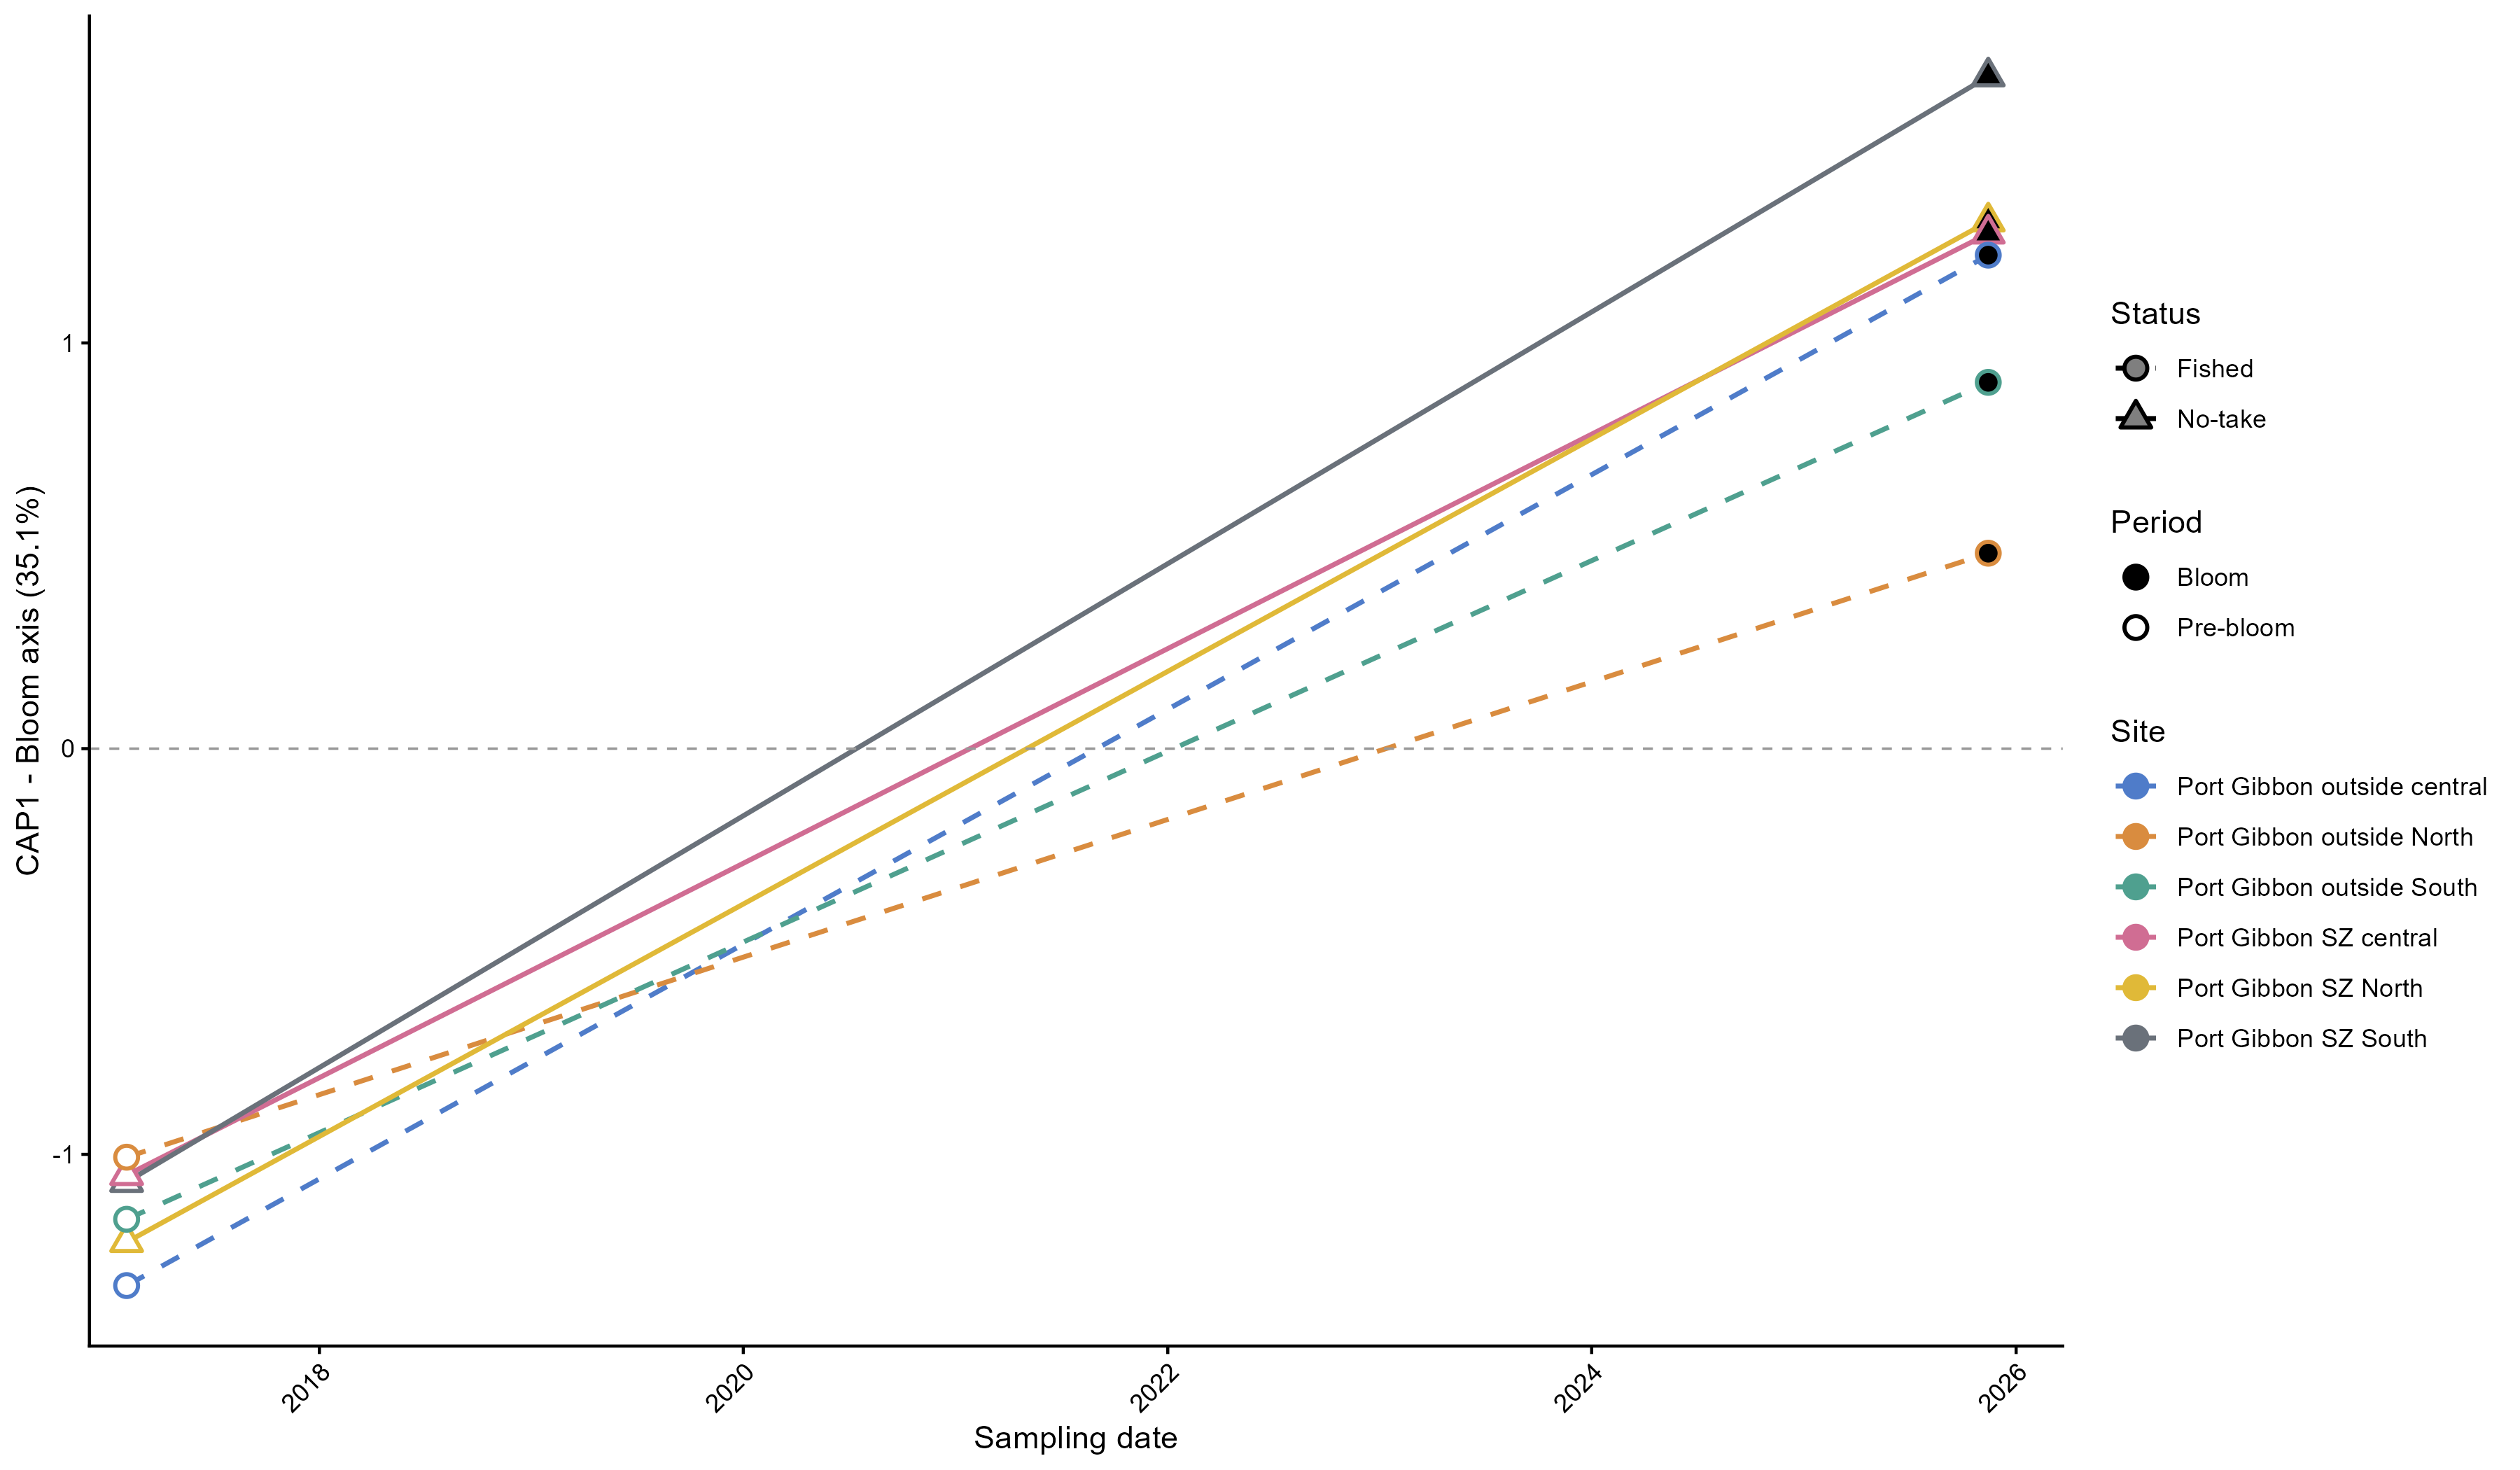 CAP1 - Bloom axis (35.1%)
1
0
-1
2018
2020
2022
2024
2026
Sampling date
Status
Fished
No-take
Period
Bloom
Pre-bloom
Site
Port Gibbon outside central
Port Gibbon outside North
Port Gibbon outside South
Port Gibbon SZ central
Port Gibbon SZ North
Port Gibbon SZ South